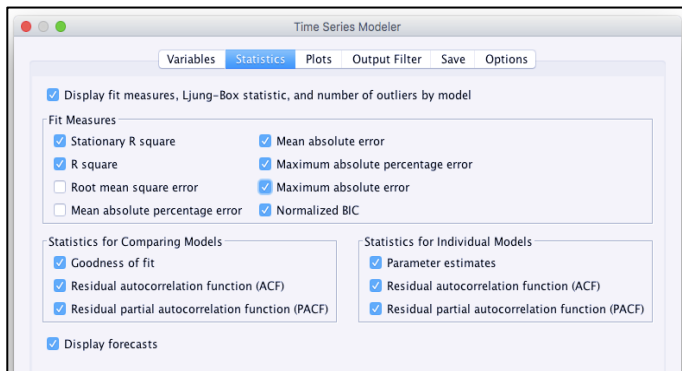 Time Series Modeler
Variables Statistics Plots Output Filter Save Options
Display fit measures, Ljung-Box statistic, and number of outliers by model
Fit Measures
Stationary R square Mean absolute error
R square Maximum absolute percentage error
Root mean square error Maximum absolute error
Mean absolute percentage error Normalized BIC
Statistics for Comparing Models Statistics for Individual Models
Goodness of fit Parameter estimates
Residual autocorrelation function (ACF) Residual autocorrelation function (ACF)
Residual partial autocorrelation function (PACF) Residual partial autocorrelation function (PACF)
Display forecasts